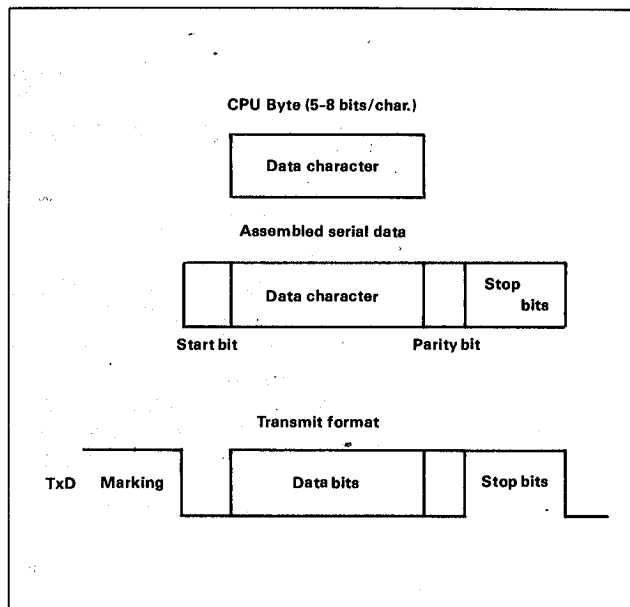 CPU Byte (5-8 bits/char.)
Data character
Assembled serial data
Data character
Stop
bits
Start bit
Parity bit
Transmit format
TxD
Marking
Data bits
Stop bits